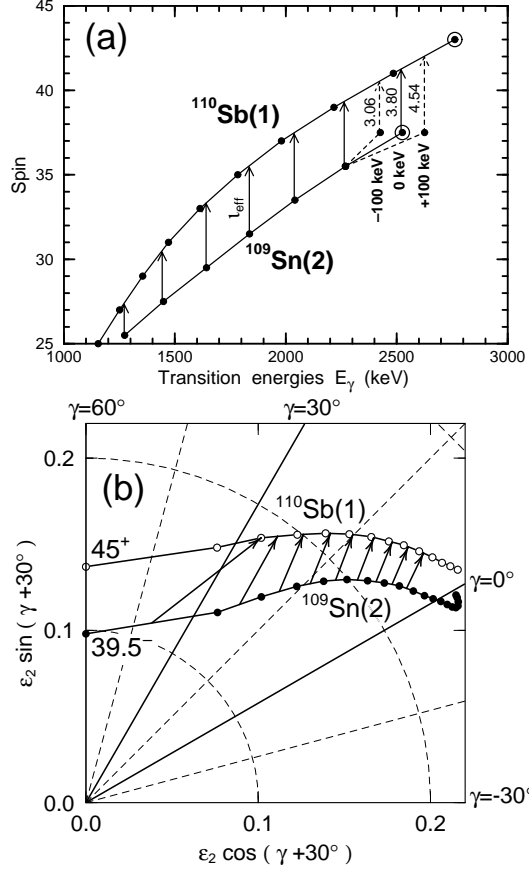 (a)
45
40
35
30
25
Spin
110Sb(1)
109Sn(2)
ιeff
3.06
3.80
4.54
−100 keV
0 keV
+100 keV
1000
1500
2000
2500
3000
Transition energies Eγ (keV)
γ=60°
γ=30°
(b)
0.2
0.1
0.0
ε2 sin ( γ +30° )
110Sb(1)
45+
109Sn(2)
39.5−
γ=0°
γ=-30°
0.0
0.1
0.2
ε2 cos ( γ +30° )